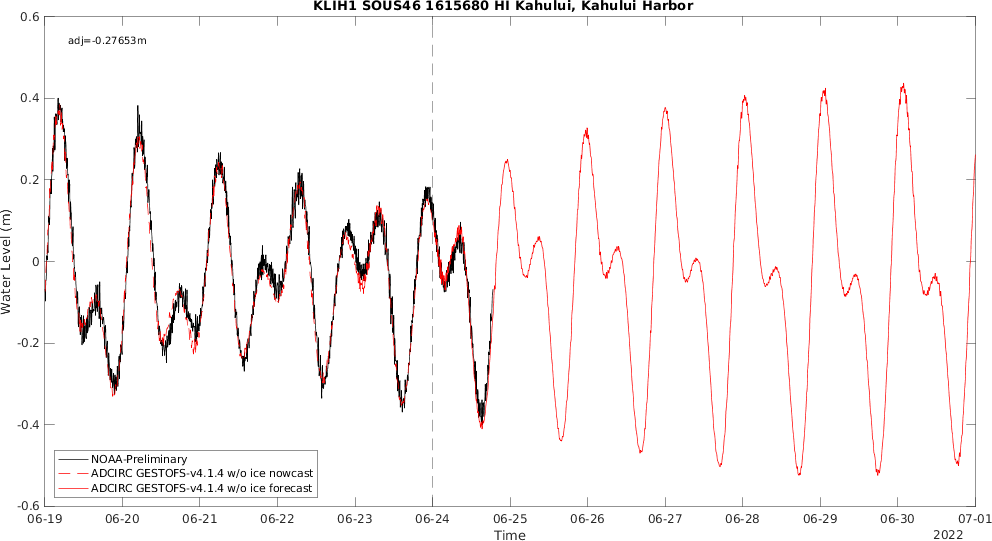 KLIH1 SOUS46 1615680 HI Kahului, Kahului Harbor
adj=-0.27653m
0.6
0.4
0.2
0
-0.2
-0.4
-0.6
Water Level (m)
NOAA-Preliminary
ADCIRC GESTOFS-v4.1.4 w/o ice nowcast
ADCIRC GESTOFS-v4.1.4 w/o ice forecast
06-19 06-20 06-21 06-22 06-23 06-24 06-25 06-26 06-27 06-28 06-29 06-30 07-01
Time
2022